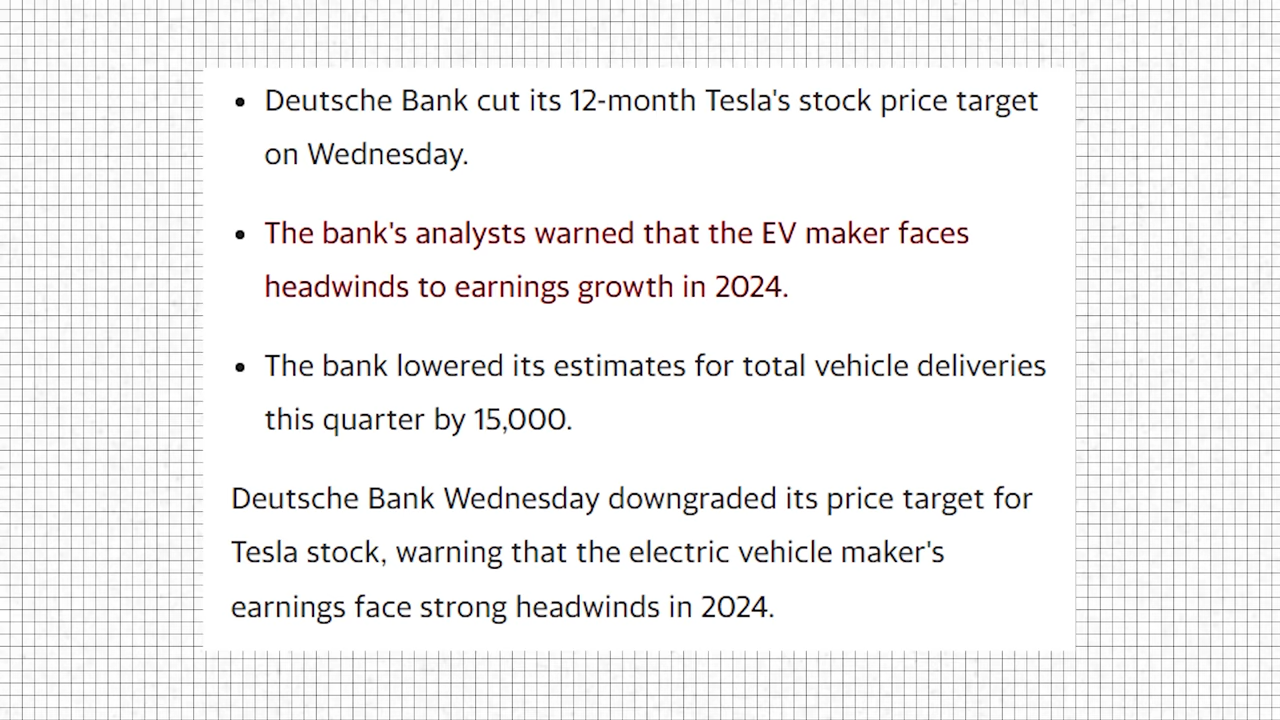 • Deutsche Bank cut its 12-month Tesla's stock price target
on Wednesday.
• The bank's analysts warned that the EV maker faces
headwinds to earnings growth in 2024.
• The bank lowered its estimates for total vehicle deliveries
this quarter by 15,000.
Deutsche Bank Wednesday downgraded its price target for
Tesla stock, warning that the electric vehicle maker's
earnings face strong headwinds in 2024.